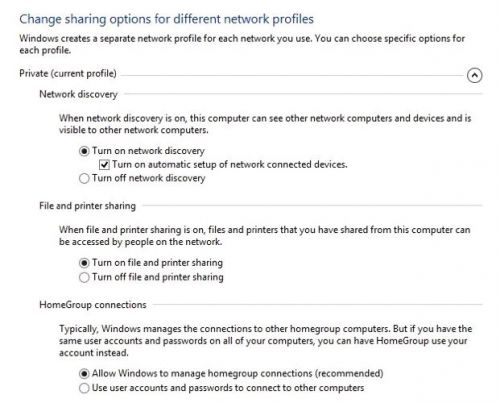 Change sharing options for different network profiles
Windows creates a separate network profile for each network you use. You can choose specific options for
each profile.
Private (current profile)
Network discovery
When network discovery is on, this computer can see other network computers and devices and is
visible to other network computers.
Turn on network discovery
Turn on automatic setup of network connected devices.
Turn off network discovery
File and printer sharing
When file and printer sharing is on, files and printers that you have shared from this computer can
be accessed by people on the network.
Turn on file and printer sharing
Turn off file and printer sharing
HomeGroup connections
Typically, Windows manages the connections to other homegroup computers. But if you have the
same user accounts and passwords on all of your computers, you can have HomeGroup use your
account instead.
Allow Windows to manage homegroup connections (recommended)
Use user accounts and passwords to connect to other computers